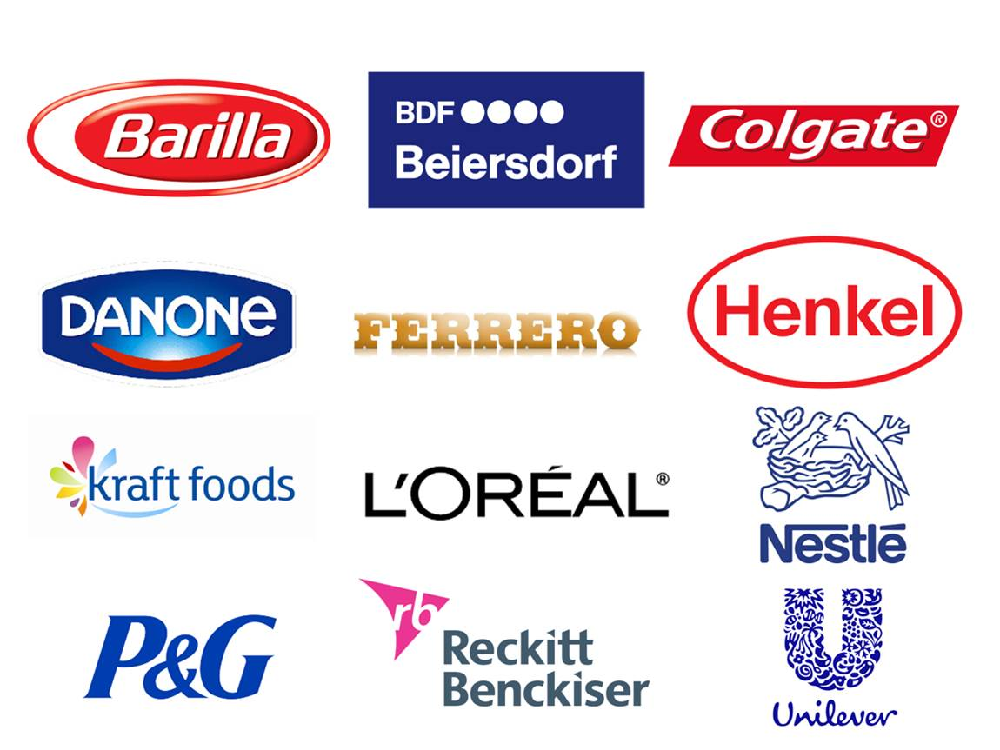 Barilla
BDF
Beiersdorf
Colgate®
DANONE
FERRERO
Henkel
kraft foods
L'ORÉAL®
Nestlé
P&G
rb
Reckitt
Benckiser
Unilever